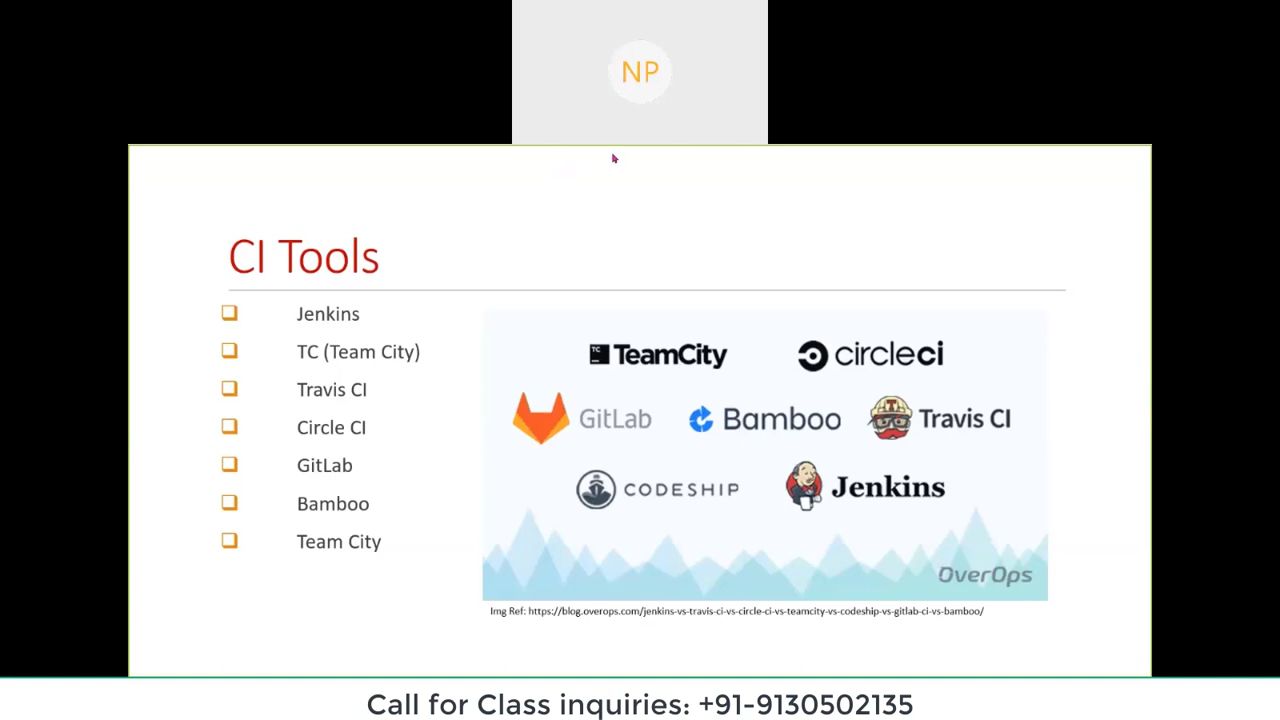 NP
CI Tools
Jenkins
TC (Team City)
Travis CI
Circle CI
GitLab
Bamboo
Team City
TC TeamCity
circleci
GitLab
Bamboo
T Travis CI
CODESHIP
Jenkins
OverOps
Img Ref: https://blog.overops.com/jenkins-vs-travis-ci-vs-circle-ci-vs-teamcity-vs-codeship-vs-gitlab-ci-vs-bamboo/
Call for Class inquiries: +91-9130502135